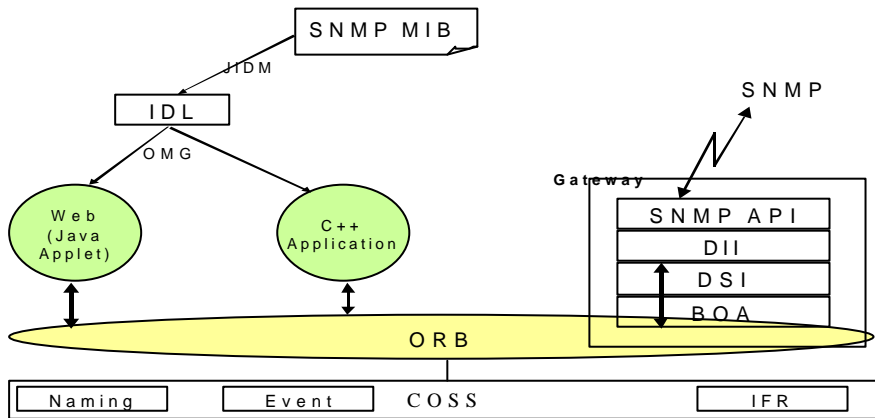 SNMP MIB
JIDM
IDL
OMG
SNMP
Gateway
Web
(Java
Applet)
C++
Application
SNMP API
DII
DSI
BOA
ORB
Naming
Event
COSS
IFR